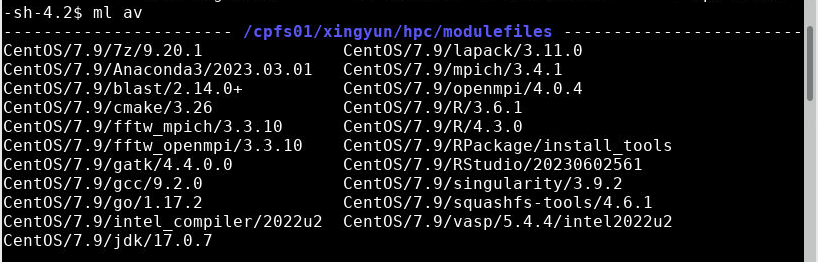 -sh-4.2$ ml av
----------------------- /cpfs01/xingyun/hpc/modulefiles ------------------------
CentOS/7.9/7z/9.20.1 CentOS/7.9/lapack/3.11.0
CentOS/7.9/Anaconda3/2023.03.01 CentOS/7.9/mpich/3.4.1
CentOS/7.9/blast/2.14.0+ CentOS/7.9/openmpi/4.0.4
CentOS/7.9/cmake/3.26 CentOS/7.9/R/3.6.1
CentOS/7.9/fftw_mpich/3.3.10 CentOS/7.9/R/4.3.0
CentOS/7.9/fftw_openmpi/3.3.10 CentOS/7.9/RPackage/install_tools
CentOS/7.9/gatk/4.4.0.0 CentOS/7.9/RStudio/20230602561
CentOS/7.9/gcc/9.2.0 CentOS/7.9/singularity/3.9.2
CentOS/7.9/go/1.17.2 CentOS/7.9/squashfs-tools/4.6.1
CentOS/7.9/intel_compiler/2022u2 CentOS/7.9/vasp/5.4.4/intel2022u2
CentOS/7.9/jdk/17.0.7